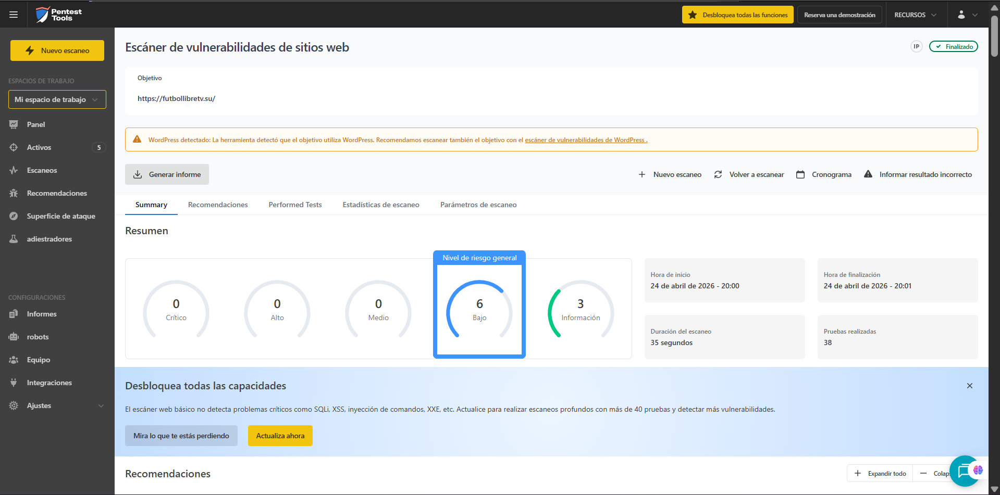 Pentest
Tools
Desbloquea todas las funciones
Reserva una demostración
RECURSOS
Nuevo escaneo
ESPACIOS DE TRABAJO
Mi espacio de trabajo
Panel
Activos
5
Escaneos
Recomendaciones
Superficie de ataque
adiestradores
CONFIGURACIONES
Informes
robots
Equipo
Integraciones
Ajustes
Escáner de vulnerabilidades de sitios web
IP
Finalizado
Objetivo
https://futbollibretv.su/
WordPress detectado: La herramienta detectó que el objetivo utiliza WordPress. Recomendamos escanear también el objetivo con el escáner de vulnerabilidades de WordPress .
Generar informe
Nuevo escaneo
Volver a escanear
Cronograma
Informar resultado incorrecto
Summary
Recomendaciones
Performed Tests
Estadísticas de escaneo
Parámetros de escaneo
Resumen
0
Crítico
0
Alto
0
Medio
Nivel de riesgo general
6
Bajo
3
Información
Hora de inicio
24 de abril de 2026 - 20:00
Hora de finalización
24 de abril de 2026 - 20:01
Duración del escaneo
35 segundos
Pruebas realizadas
38
Desbloquea todas las capacidades
El escáner web básico no detecta problemas críticos como SQLi, XSS, inyección de comandos, XXE, etc. Actualice para realizar escaneos profundos con más de 40 pruebas y detectar más vulnerabilidades.
Mira lo que te estás perdiendo
Actualiza ahora
Recomendaciones
Expandir todo